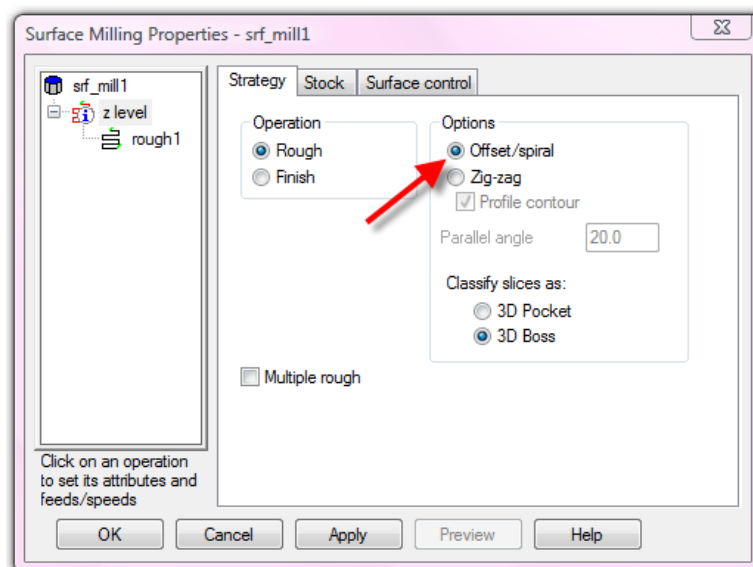 Surface Milling Properties - srf_mill1
srf_mill1
z level
rough1
Click on an operation
to set its attributes and
feeds/speeds
Strategy
Stock
Surface control
Operation
Rough
Finish
Options
Offset/spiral
Zig-zag
Profile contour
Parallel angle 20.0
Classify slices as:
3D Pocket
3D Boss
Multiple rough
OK
Cancel
Apply
Preview
Help